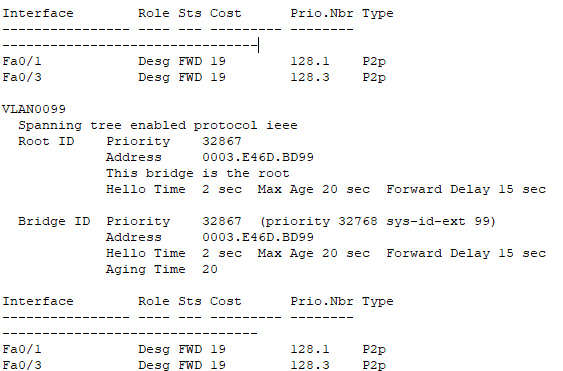 Interface        Role Sts Cost      Prio.Nbr Type
---------------- ---- --- --------- --------
--------------------------------
Fa0/1            Desg FWD 19        128.1    P2p
Fa0/3            Desg FWD 19        128.3    P2p
VLAN0099
  Spanning tree enabled protocol ieee
  Root ID    Priority    32867
             Address     0003.E46D.BD99
             This bridge is the root
             Hello Time  2 sec  Max Age 20 sec  Forward Delay 15 sec
  Bridge ID  Priority    32867  (priority 32768 sys-id-ext 99)
             Address     0003.E46D.BD99
             Hello Time  2 sec  Max Age 20 sec  Forward Delay 15 sec
             Aging Time  20
Interface        Role Sts Cost      Prio.Nbr Type
---------------- ---- --- --------- --------
--------------------------------
Fa0/1            Desg FWD 19        128.1    P2p
Fa0/3            Desg FWD 19        128.3    P2p